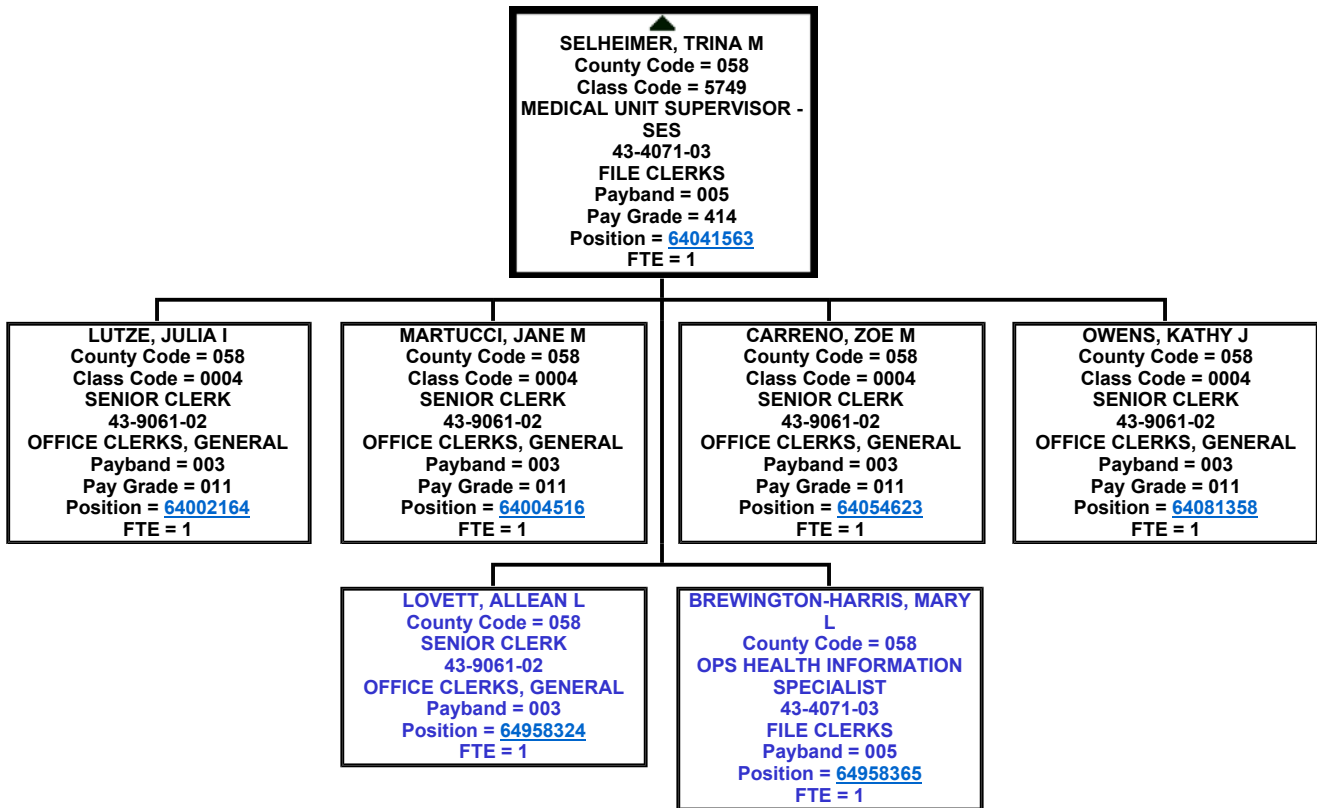 SELHEIMER, TRINA M
County Code = 058
Class Code = 5749
MEDICAL UNIT SUPERVISOR -
SES
43-4071-03
FILE CLERKS
Payband = 005
Pay Grade = 414
Position = 64041563
FTE = 1
LUTZE, JULIA I
County Code = 058
Class Code = 0004
SENIOR CLERK
43-9061-02
OFFICE CLERKS, GENERAL
Payband = 003
Pay Grade = 011
Position = 64002164
FTE = 1
MARTUCCI, JANE M
County Code = 058
Class Code = 0004
SENIOR CLERK
43-9061-02
OFFICE CLERKS, GENERAL
Payband = 003
Pay Grade = 011
Position = 64004516
FTE = 1
CARRENO, ZOE M
County Code = 058
Class Code = 0004
SENIOR CLERK
43-9061-02
OFFICE CLERKS, GENERAL
Payband = 003
Pay Grade = 011
Position = 64054623
FTE = 1
OWENS, KATHY J
County Code = 058
Class Code = 0004
SENIOR CLERK
43-9061-02
OFFICE CLERKS, GENERAL
Payband = 003
Pay Grade = 011
Position = 64081358
FTE = 1
LOVETT, ALLEAN L
County Code = 058
SENIOR CLERK
43-9061-02
OFFICE CLERKS, GENERAL
Payband = 003
Position = 64958324
FTE = 1
BREWINGTON-HARRIS, MARY
L
County Code = 058
OPS HEALTH INFORMATION
SPECIALIST
43-4071-03
FILE CLERKS
Payband = 005
Position = 64958365
FTE = 1